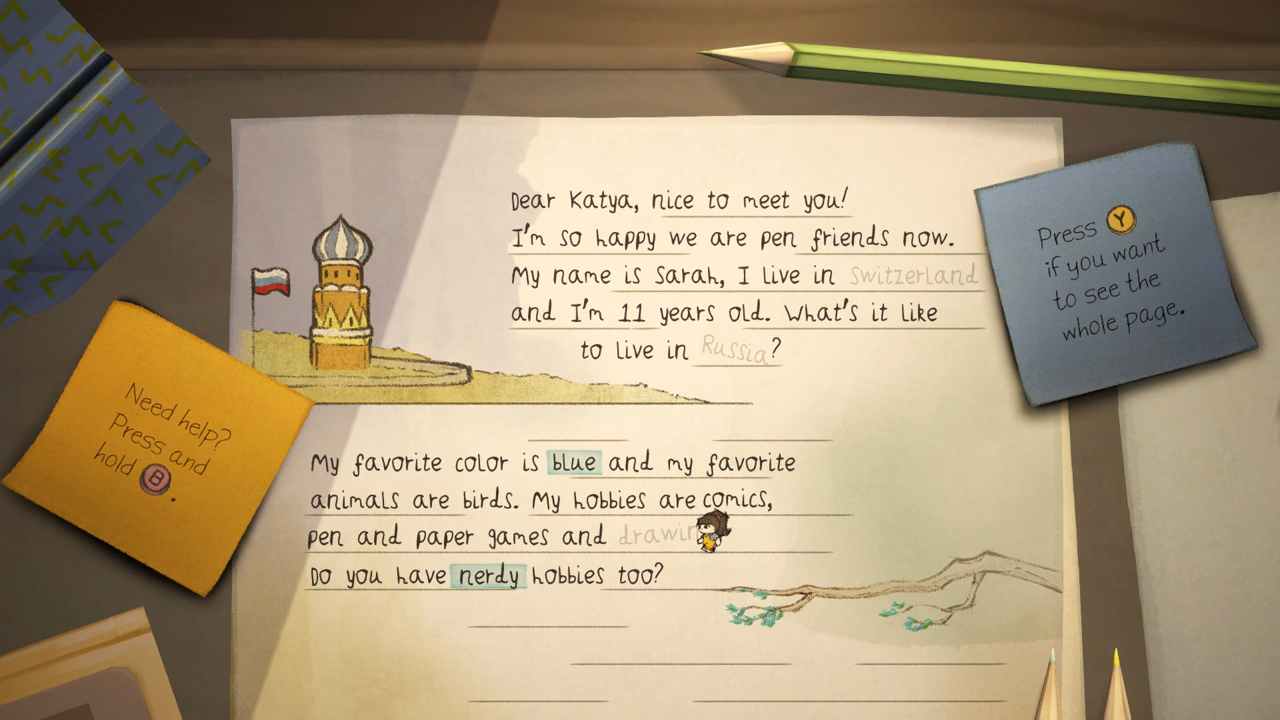 Dear Katya, nice to meet you!
I'm so happy we are pen friends now.
My name is Sarah, I live in Switzerland
and I'm 11 years old. What's it like
to live in Russia?
Press Y
if you want
to see the
whole page.
Need help?
Press and
hold B.
My favorite color is blue and my favorite
animals are birds. My hobbies are comics,
pen and paper games and
Do you have nerdy hobbies too?